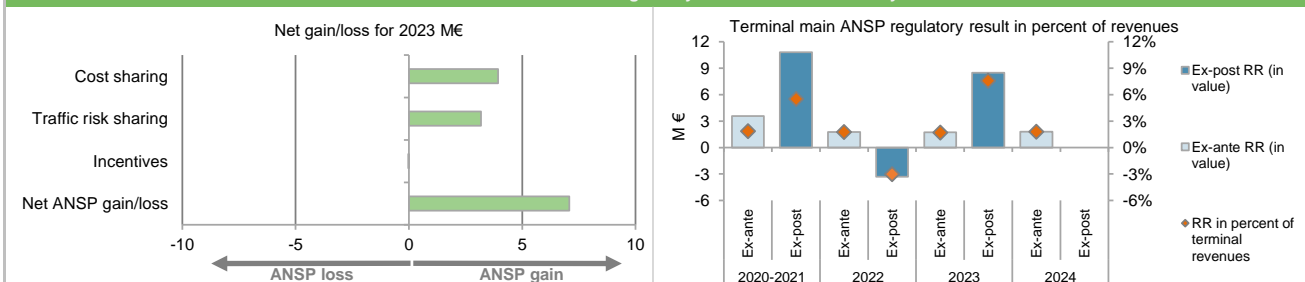 Net gain/loss for 2023 M€
Cost sharing
Traffic risk sharing
Incentives
Net ANSP gain/loss
-10
-5
0
5
10
ANSP loss
ANSP gain
Terminal main ANSP regulatory result in percent of revenues
M €
12
9
6
3
0
-3
-6
12%
9%
6%
3%
0%
-3%
-6%
Ex-ante
Ex-post
Ex-ante
Ex-post
Ex-ante
Ex-post
Ex-ante
Ex-post
2020-2021
2022
2023
2024
Ex-post RR (in
value)
Ex-ante RR (in
value)
RR in percent of
terminal
revenues